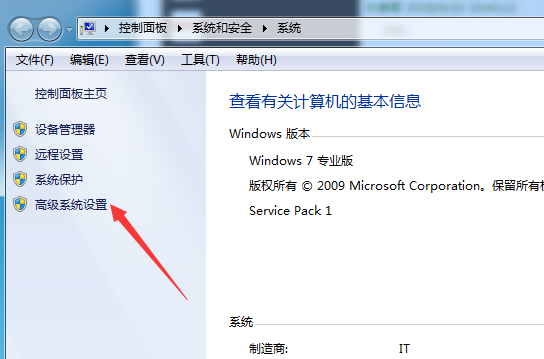 控制面板 系统和安全 系统
文件(F) 编辑(E) 查看(V) 工具(T) 帮助(H)
控制面板主页
设备管理器
远程设置
系统保护
高级系统设置
查看有关计算机的基本信息
Windows 版本
Windows 7 专业版
版权所有 © 2009 Microsoft Corporation。保留所有
Service Pack 1
系统
制造商: IT